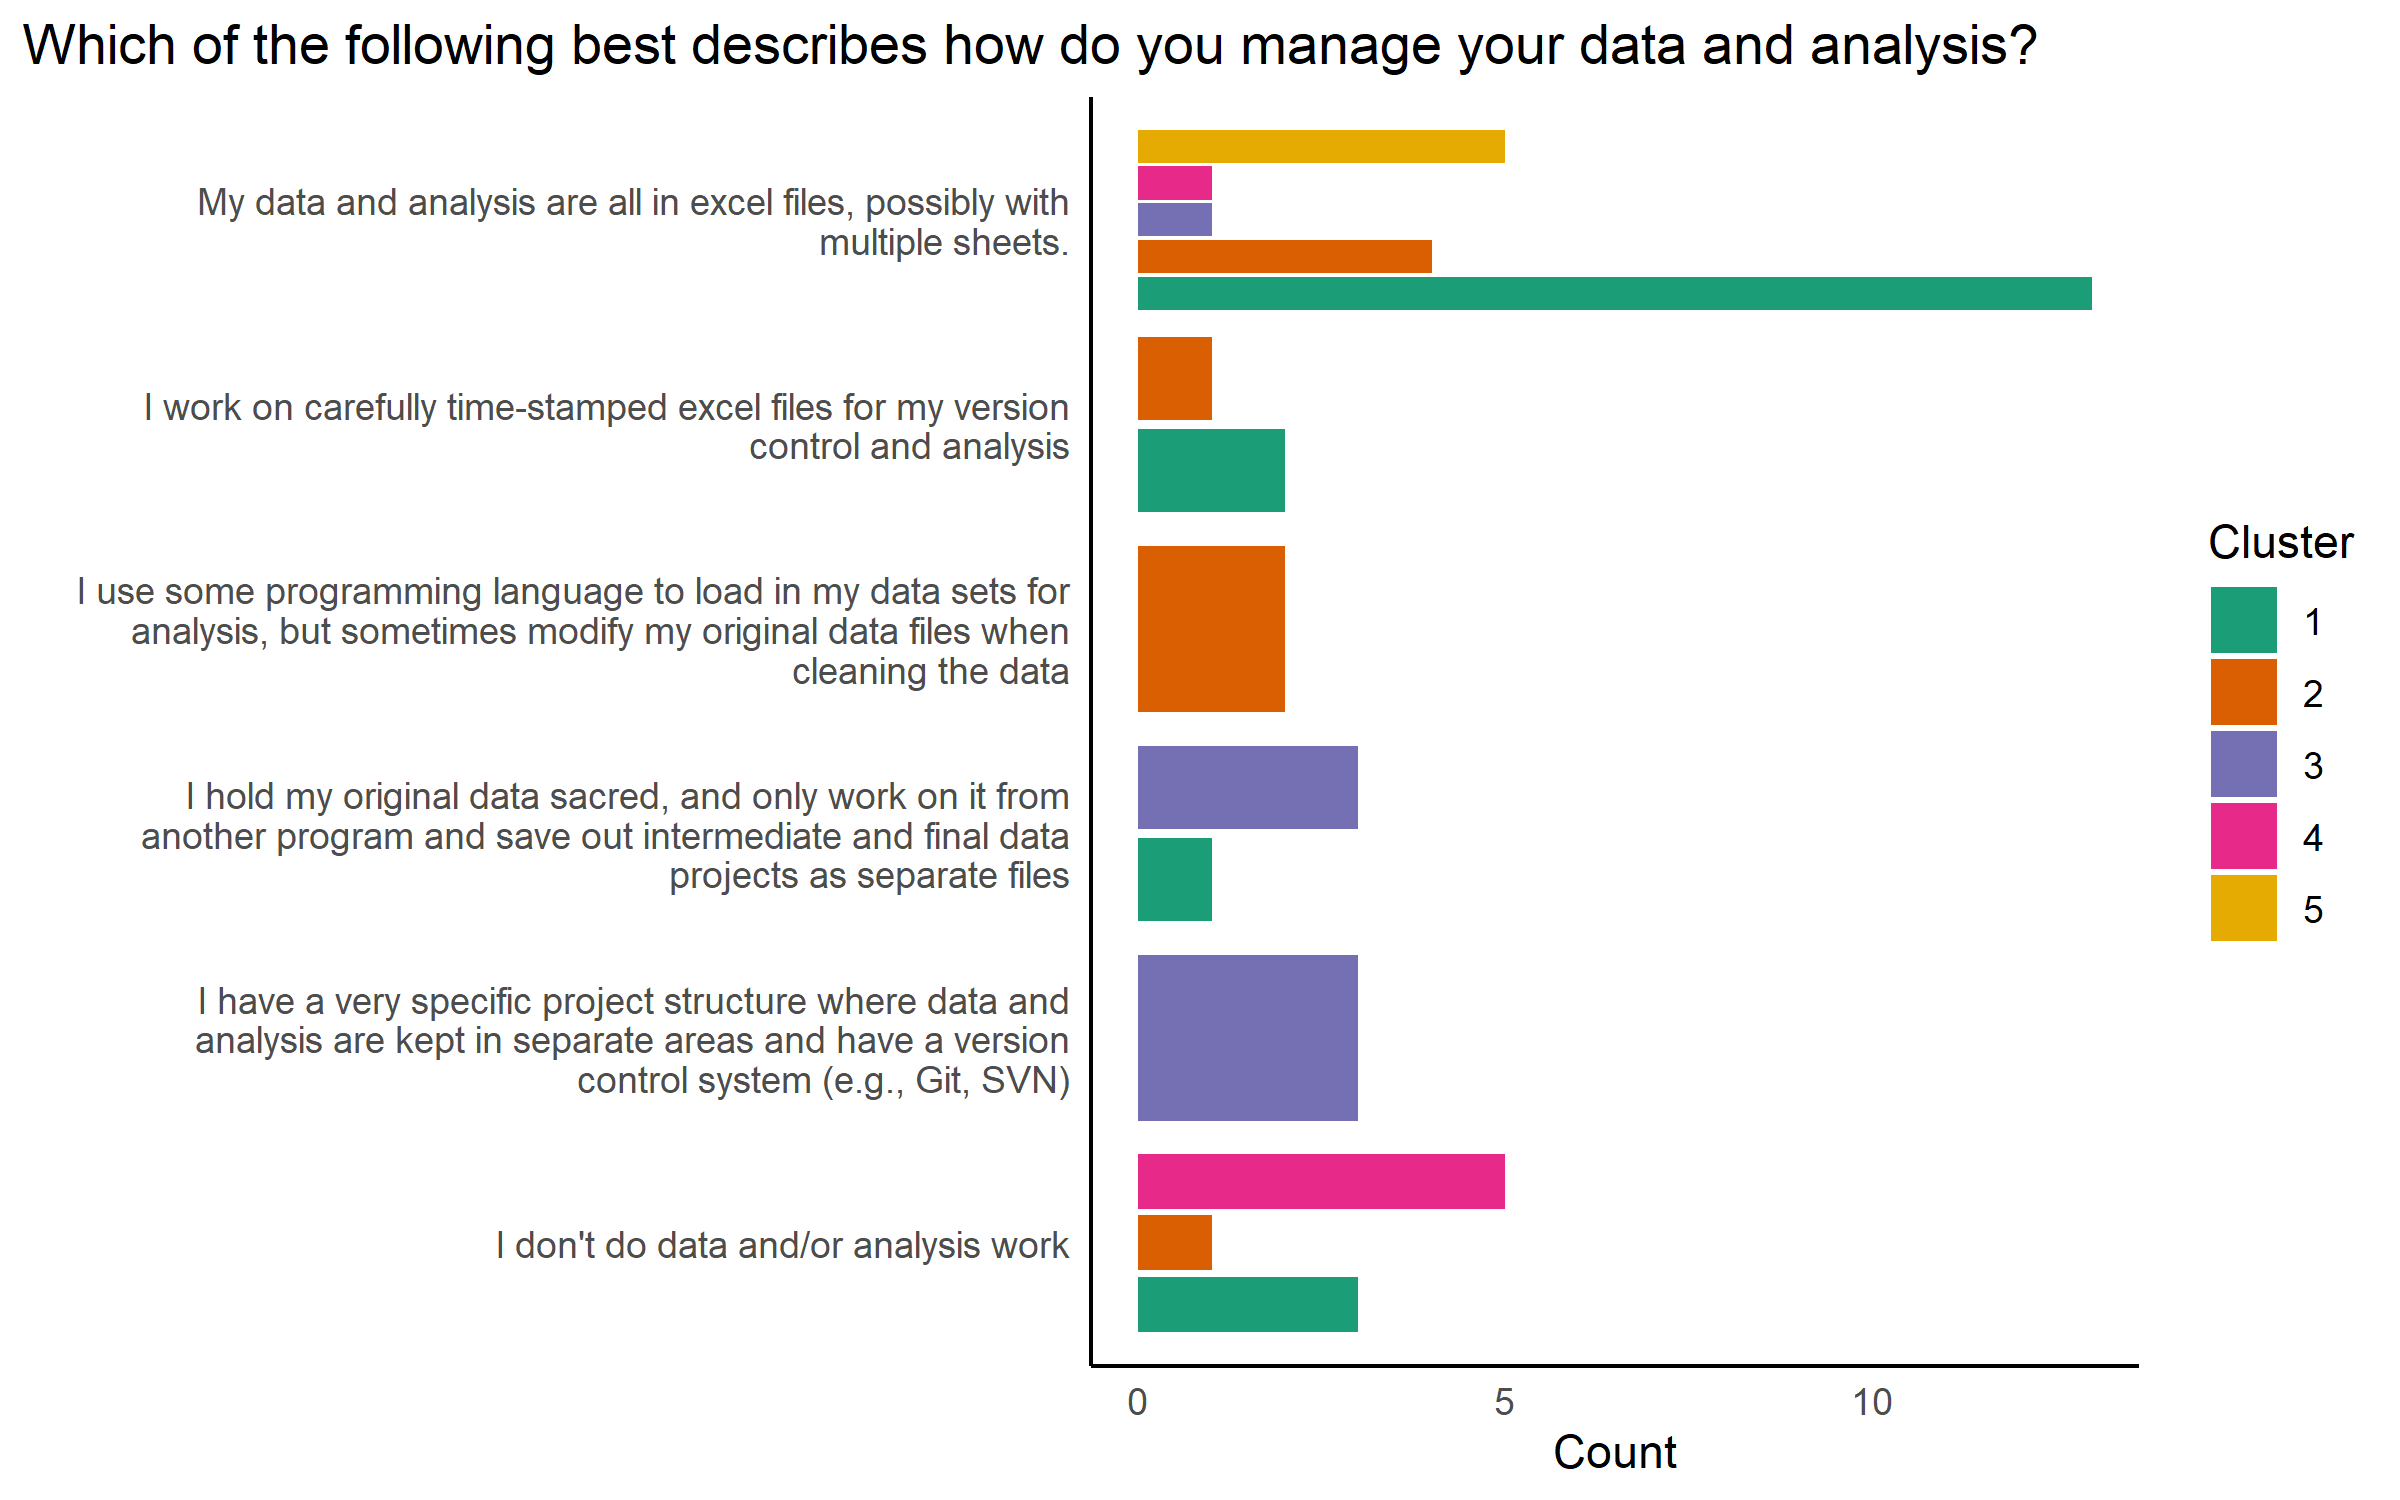 Which of the following best describes how do you manage your data and analysis?
My data and analysis are all in excel files, possibly with
multiple sheets.
I work on carefully time-stamped excel files for my version
control and analysis
I use some programming language to load in my data sets for
analysis, but sometimes modify my original data files when
cleaning the data
I hold my original data sacred, and only work on it from
another program and save out intermediate and final data
projects as separate files
I have a very specific project structure where data and
analysis are kept in separate areas and have a version
control system (e.g., Git, SVN)
I don't do data and/or analysis work
0 5 10
Count
Cluster
1
2
3
4
5